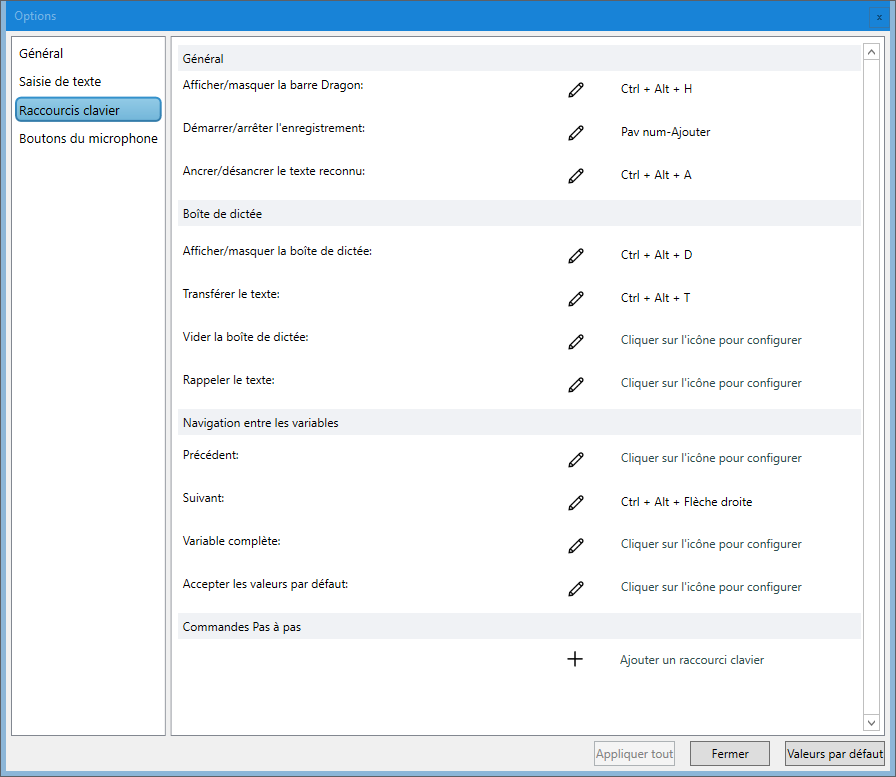 Options
x
Général
Saisie de texte
Raccourcis clavier
Boutons du microphone
Général
Afficher/masquer la barre Dragon: Ctrl + Alt + H
Démarrer/arrêter l'enregistrement: Pav num-Ajouter
Ancrer/désancrer le texte reconnu: Ctrl + Alt + A
Boîte de dictée
Afficher/masquer la boîte de dictée: Ctrl + Alt + D
Transférer le texte: Ctrl + Alt + T
Vider la boîte de dictée: Cliquer sur l'icône pour configurer
Rappeler le texte: Cliquer sur l'icône pour configurer
Navigation entre les variables
Précédent: Cliquer sur l'icône pour configurer
Suivant: Ctrl + Alt + Flèche droite
Variable complète: Cliquer sur l'icône pour configurer
Accepter les valeurs par défaut: Cliquer sur l'icône pour configurer
Commandes Pas à pas
Ajouter un raccourci clavier
Appliquer tout Fermer Valeurs par défaut